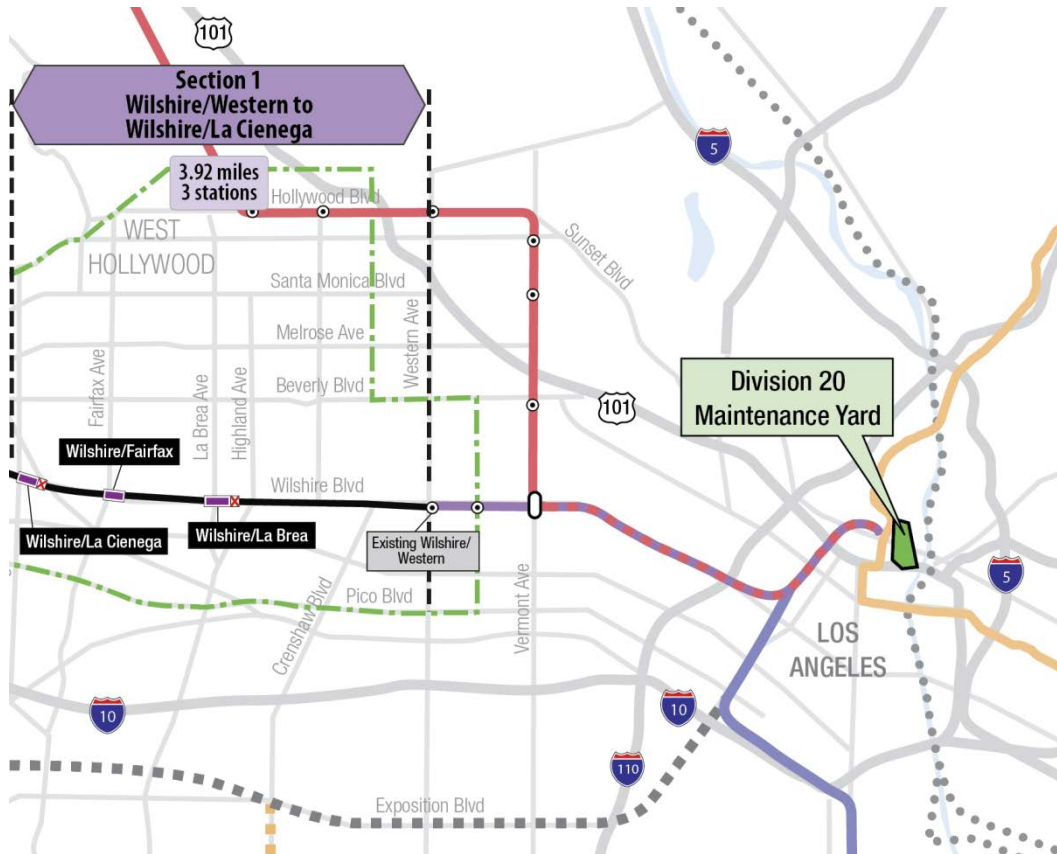 101
Section 1
Wilshire/Western to
Wilshire/La Cienega
5
3.92 miles
3 stations
Hollywood Blvd
WEST
HOLLYWOOD
Sunset Blvd
Santa Monica Blvd
Western Ave
Melrose Ave
Fairfax Ave
La Brea Ave
Highland Ave
Beverly Blvd
101
Division 20
Maintenance Yard
Wilshire/Fairfax
Wilshire Blvd
Wilshire/La Cienega
Wilshire/La Brea
Existing Wilshire/
Western
5
Pico Blvd
Crenshaw Blvd
Vermont Ave
LOS
ANGELES
10
10
110
Exposition Blvd